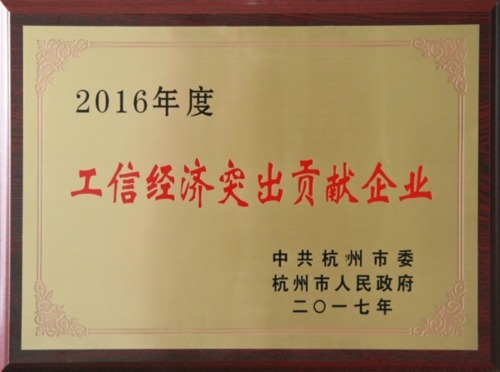 2016年度
工信经济突出贡献企业
中共杭州市委
杭州市人民政府
二〇一七年